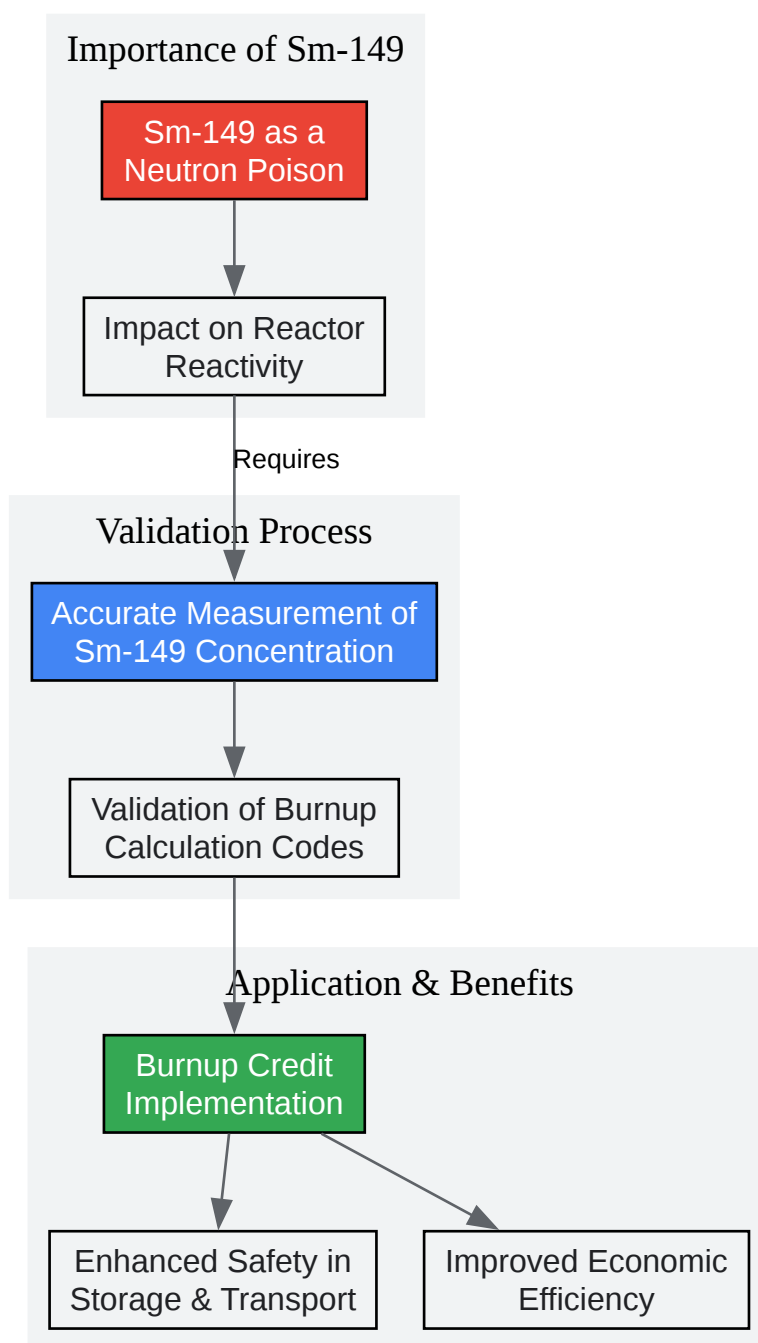 Importance of Sm-149
Sm-149 as a
Neutron Poison
Impact on Reactor
Reactivity
Requires
Validation Process
Accurate Measurement of
Sm-149 Concentration
Validation of Burnup
Calculation Codes
Application & Benefits
Burnup Credit
Implementation
Enhanced Safety in
Storage & Transport
Improved Economic
Efficiency